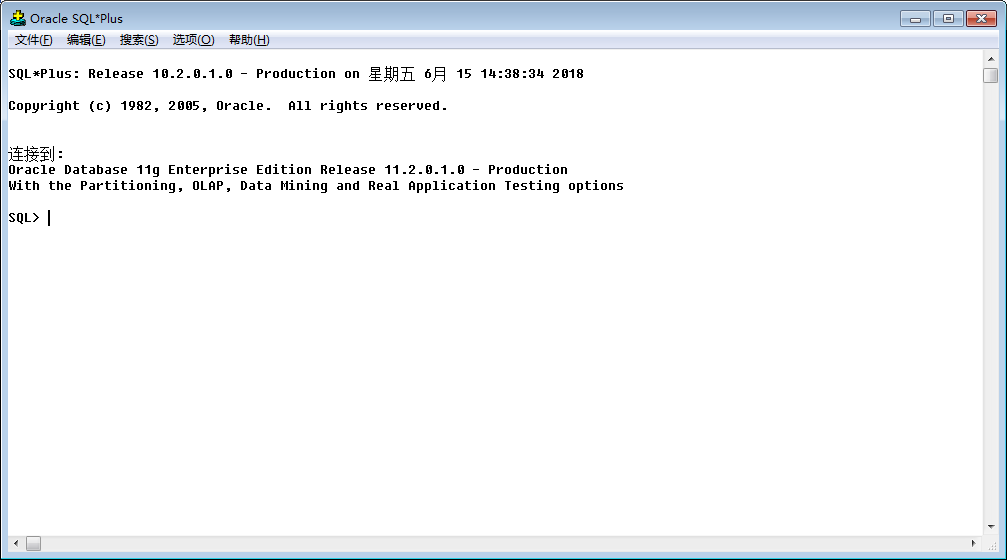 Oracle SQL*Plus
文件(F) 编辑(E) 搜索(S) 选项(O) 帮助(H)
SQL*Plus: Release 10.2.0.1.0 - Production on 星期五 6月 15 14:38:34 2018
Copyright (c) 1982, 2005, Oracle.  All rights reserved.
连接到:
Oracle Database 11g Enterprise Edition Release 11.2.0.1.0 - Production
With the Partitioning, OLAP, Data Mining and Real Application Testing options
SQL>